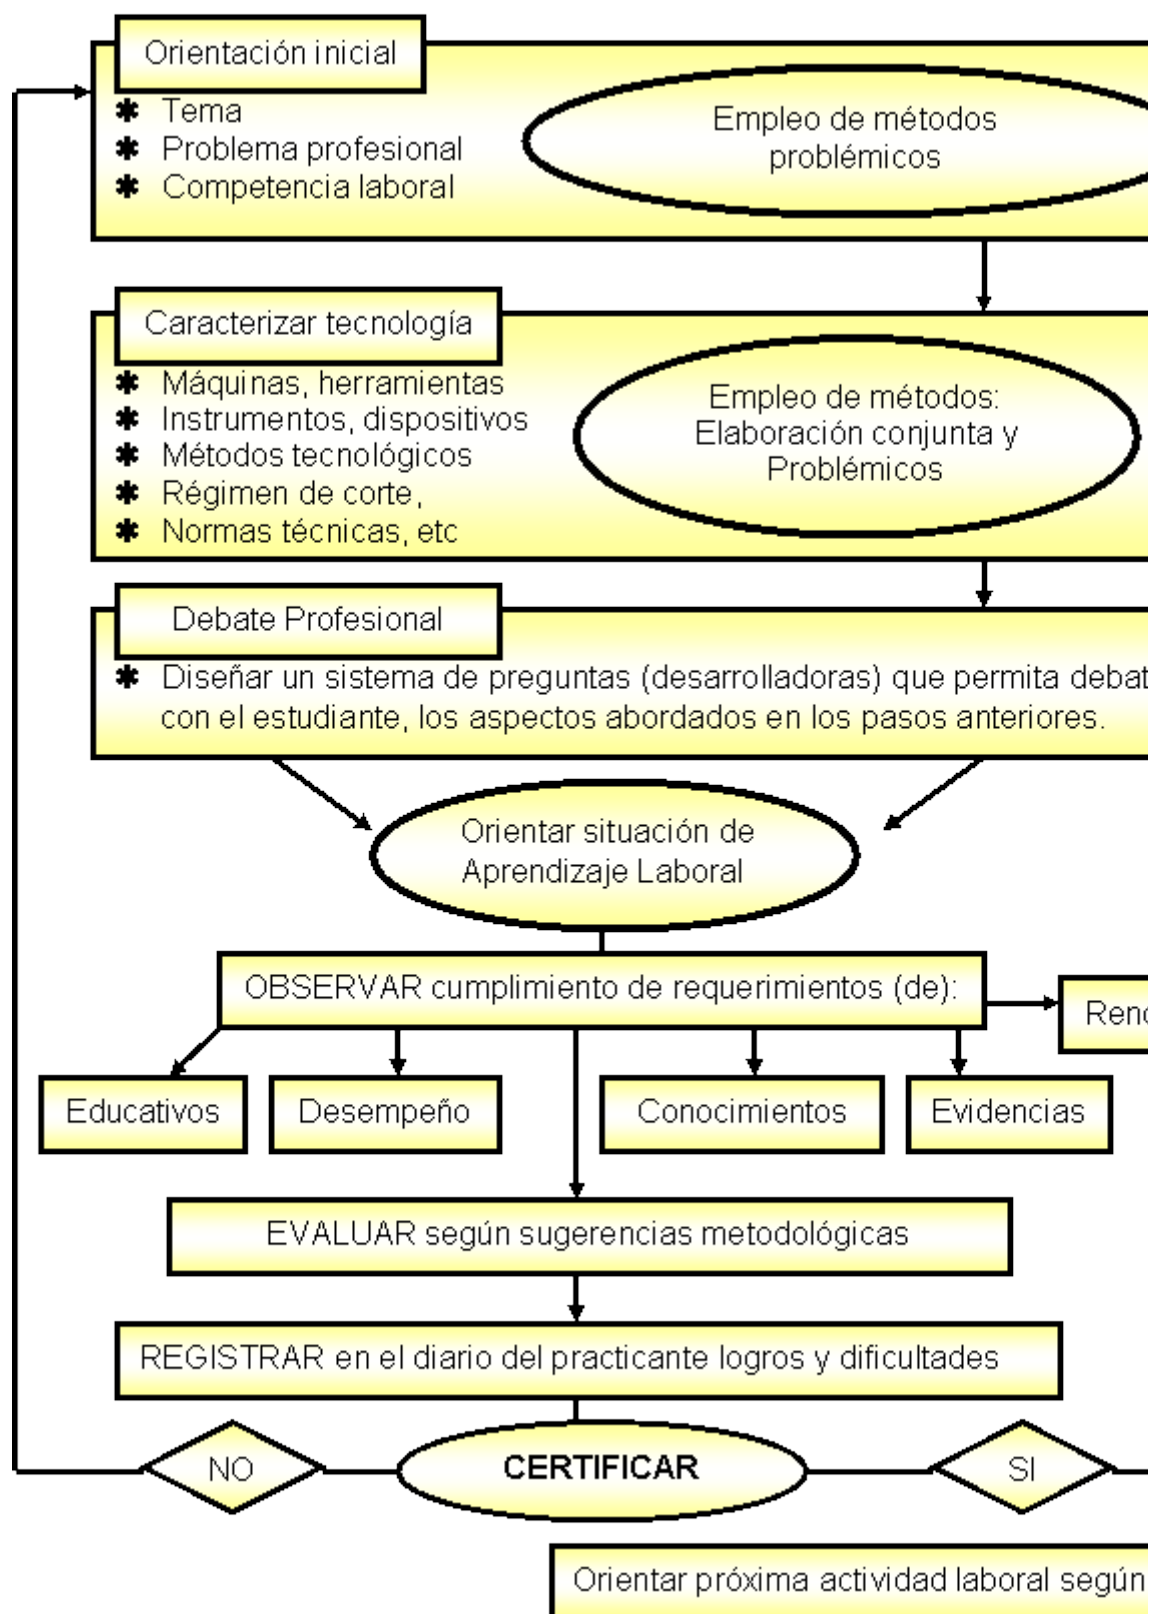 Orientación inicial
✱ Tema
✱ Problema profesional
✱ Competencia laboral
Empleo de métodos
problémicos
Caracterizar tecnología
✱ Máquinas, herramientas
✱ Instrumentos, dispositivos
✱ Métodos tecnológicos
✱ Régimen de corte,
✱ Normas técnicas, etc
Empleo de métodos:
Elaboración conjunta y
Problémicos
Debate Profesional
✱ Diseñar un sistema de preguntas (desarrolladoras) que permita
con el estudiante, los aspectos abordados en los pasos anteriores.
Orientar situación de
Aprendizaje Laboral
OBSERVAR cumplimiento de requerimientos (de):
Educativos
Desempeño
Conocimientos
Evidencias
EVALUAR según sugerencias metodológicas
REGISTRAR en el diario del practicante logros y dificultades
NO
CERTIFICAR
SI
Orientar próxima actividad laboral según